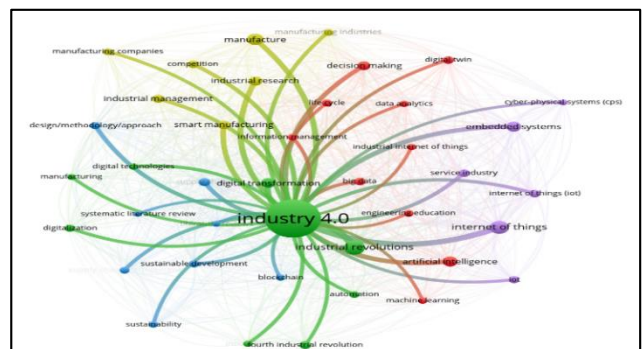 manufacturing industries
manufacture
manufacturing companies
competition
decision making
digital twin
industrial research
industrial management
lifecycle
data analytics
cyber-physical systems (cps)
design/methodology/approach
smart manufacturing
embedded systems
information management
industrial internet of things
digital technologies
service industry
manufacturing
digital transformation
big data
internet of things (iot)
systematic literature review
industry 4.0
engineering education
digitalization
internet of things
industrial revolutions
sustainable development
artificial intelligence
blockchain
iot
automation
machine learning
sustainability
fourth industrial revolution